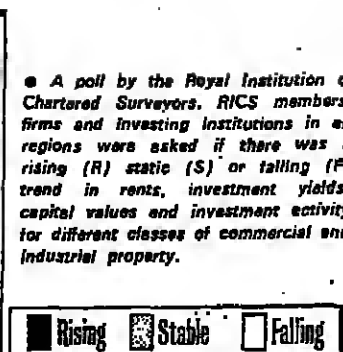 • A poll by the Royal Institution o
Chartered Surveyors. RICS members
firms and investing institutions in a
regions were asked if there was
rising (R) static (S) or falling (F
trend in rents, investment yields
capital values and investment activity
for different classes of commercial and
industrial property.
Rising Stable Falling